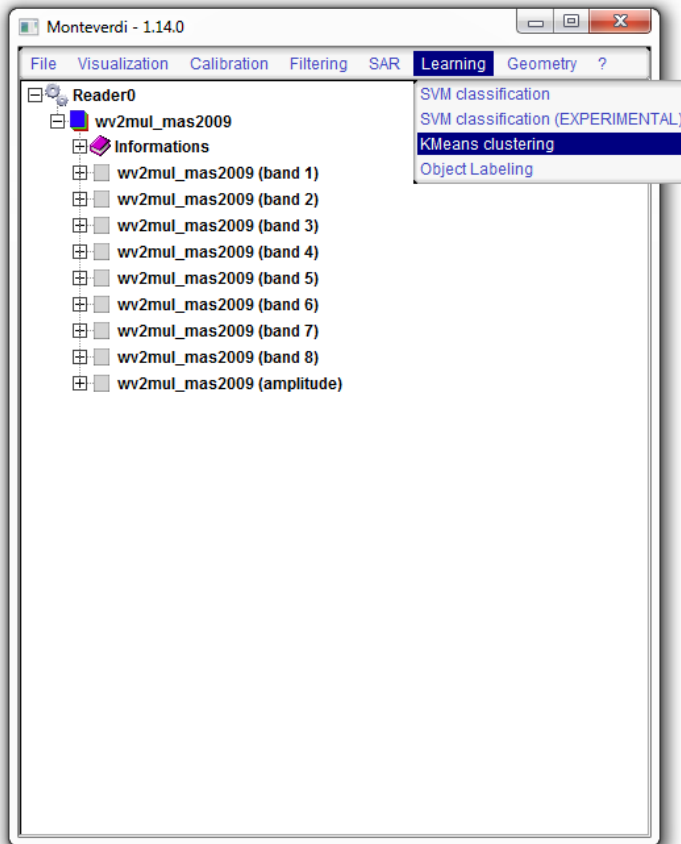 Monteverdi - 1.14.0
File Visualization Calibration Filtering SAR Learning Geometry ?
SVM classification
SVM classification (EXPERIMENTAL)
KMeans clustering
Object Labeling
Reader0
wv2mul_mas2009
Informations
wv2mul_mas2009 (band 1)
wv2mul_mas2009 (band 2)
wv2mul_mas2009 (band 3)
wv2mul_mas2009 (band 4)
wv2mul_mas2009 (band 5)
wv2mul_mas2009 (band 6)
wv2mul_mas2009 (band 7)
wv2mul_mas2009 (band 8)
wv2mul_mas2009 (amplitude)